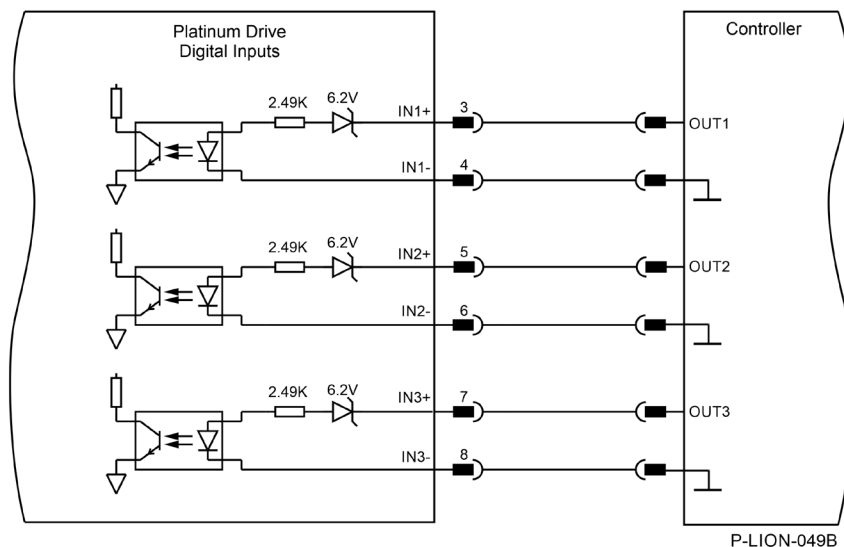 Platinum Drive
Digital Inputs
Controller
2.49K
6.2V
IN1+
3
OUT1
IN1-
4
2.49K
6.2V
IN2+
5
OUT2
IN2-
6
2.49K
6.2V
IN3+
7
OUT3
IN3-
8
P-LION-049B